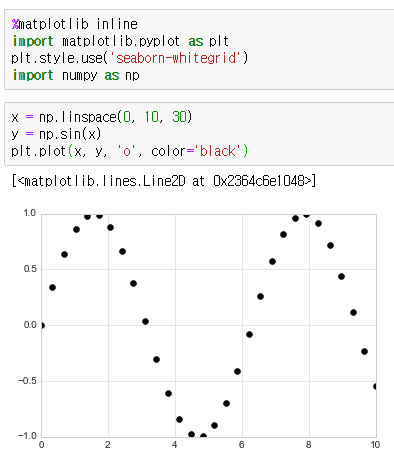 %matplotlib inline
import matplotlib.pyplot as plt
plt.style.use('seaborn-whitegrid')
import numpy as np
x = np.linspace(0, 10, 30)
y = np.sin(x)
plt.plot(x, y, 'o', color='black')
[<matplotlib.lines.Line2D at 0x2364c6e1048>]
1.0
0.5
0.0
−0.5
−1.0
0 2 4 6 8 10